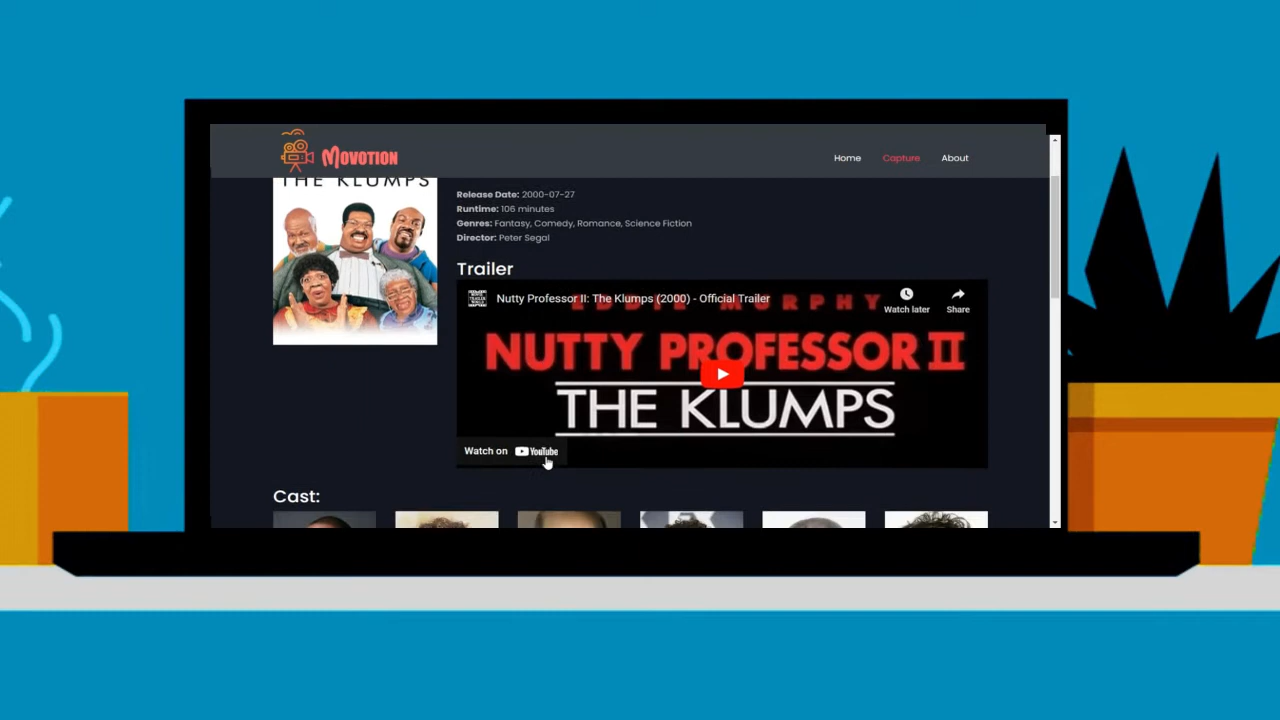 MOVOTION
Home
Capture
About
THE KLUMPS
Release Date: 2000-07-27
Runtime: 106 minutes
Genres: Fantasy, Comedy, Romance, Science Fiction
Director: Peter Segal
Trailer
Nutty Professor II: The Klumps (2000) - Official Trailer
Watch later
Share
EDDIE MURPHY
NUTTY PROFESSOR II
THE KLUMPS
Watch on YouTube
Cast: